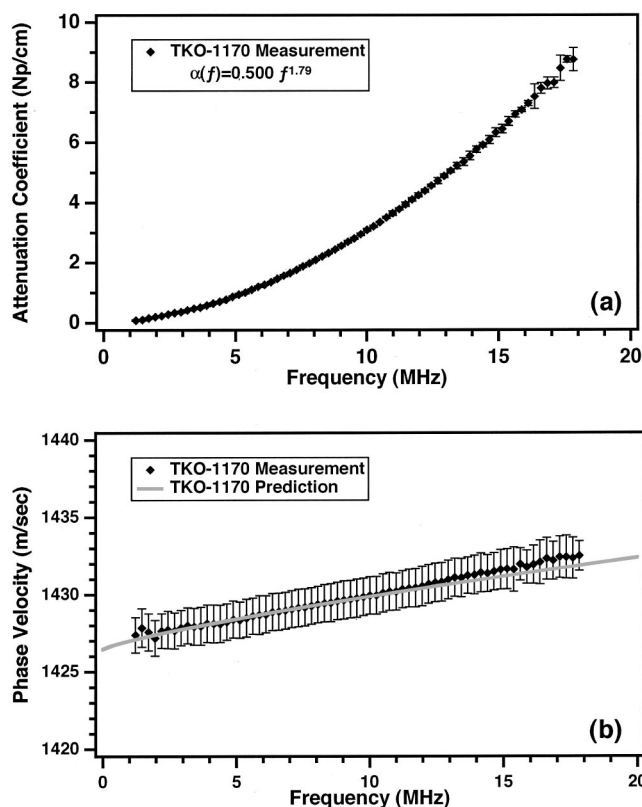 10
8
6
4
2
0
Attenuation Coefficient (Np/cm)
TKO-1170 Measurement
α(ƒ)=0.500 ƒ1.79
(a)
0 5 10 15 20
Frequency (MHz)
1440
1435
1430
1425
1420
Phase Velocity (m/sec)
TKO-1170 Measurement
TKO-1170 Prediction
(b)
0 5 10 15 20
Frequency (MHz)